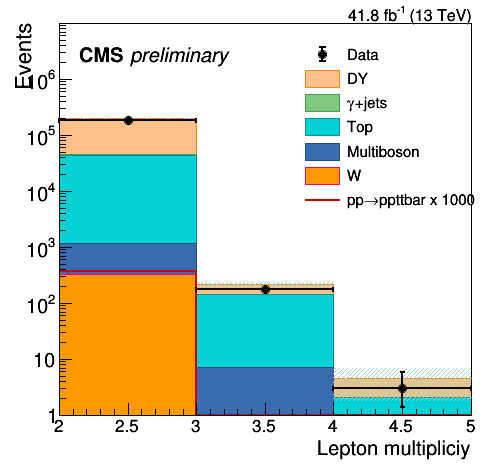 41.8 fb⁻¹ (13 TeV)
Events
CMS preliminary
Data
DY
γ+jets
Top
Multiboson
W
pp→ppttbar x 1000
10⁶
10⁵
10⁴
10³
10²
10
1
2 2.5 3 3.5 4 4.5 5
Lepton multipliciy